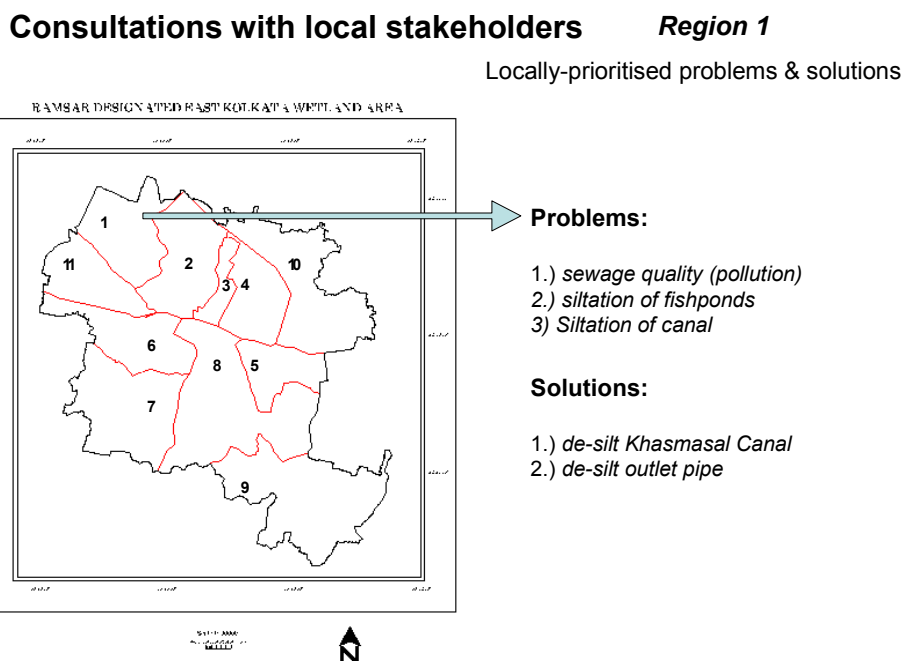 Consultations with local stakeholders Region 1
Locally-prioritised problems & solutions
RAMSAR DESIGNATED EAST KOLKATA WETLAND AREA
1
11
2
3
4
10
6
8
5
7
9
N
Problems:
1.) sewage quality (pollution)
2.) siltation of fishponds
3) Siltation of canal
Solutions:
1.) de-silt Khasmasal Canal
2.) de-silt outlet pipe